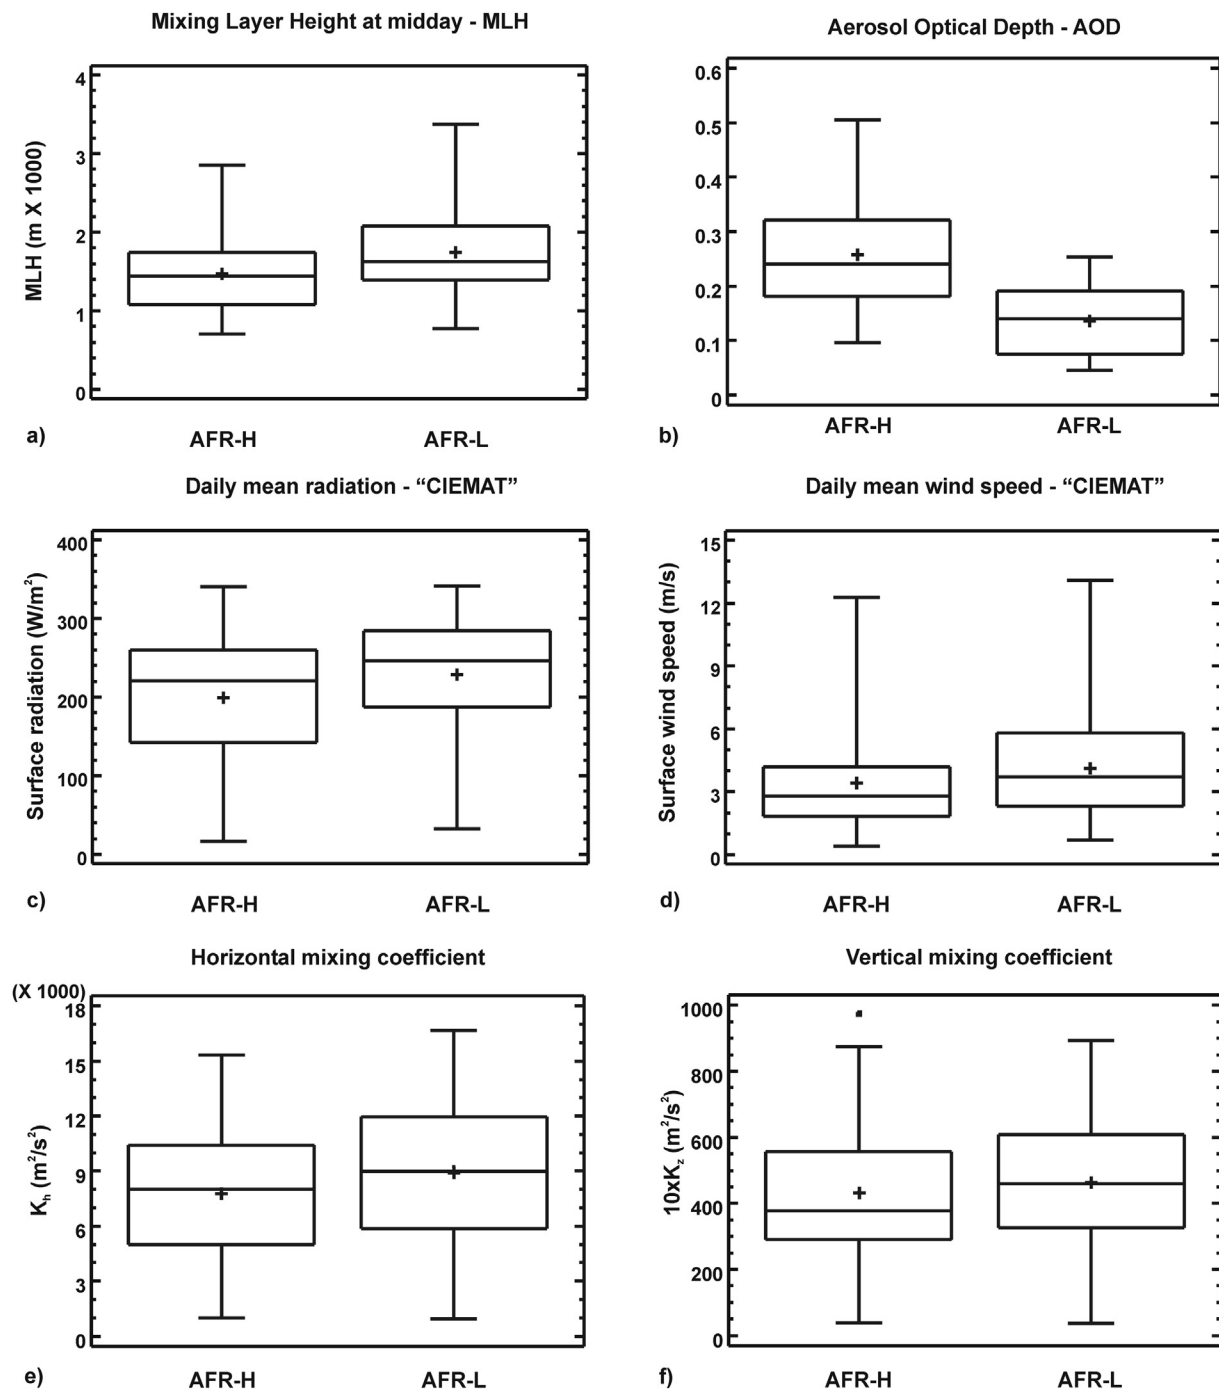 Mixing Layer Height at midday - MLH
MLH (m X 1000)
4
3
2
1
0
a)
AFR-H
AFR-L
Aerosol Optical Depth - AOD
0.6
0.5
0.4
0.3
0.2
0.1
0
b)
AFR-H
AFR-L
Daily mean radiation - “CIEMAT”
Surface radiation (W/m²)
400
300
200
100
0
c)
AFR-H
AFR-L
Daily mean wind speed - “CIEMAT”
Surface wind speed (m/s)
15
12
9
6
3
0
d)
AFR-H
AFR-L
Horizontal mixing coefficient
(X 1000)
Kₕ (m²/s²)
18
15
12
9
6
3
0
e)
AFR-H
AFR-L
Vertical mixing coefficient
10xK_z (m²/s²)
1000
800
600
400
200
0
f)
AFR-H
AFR-L